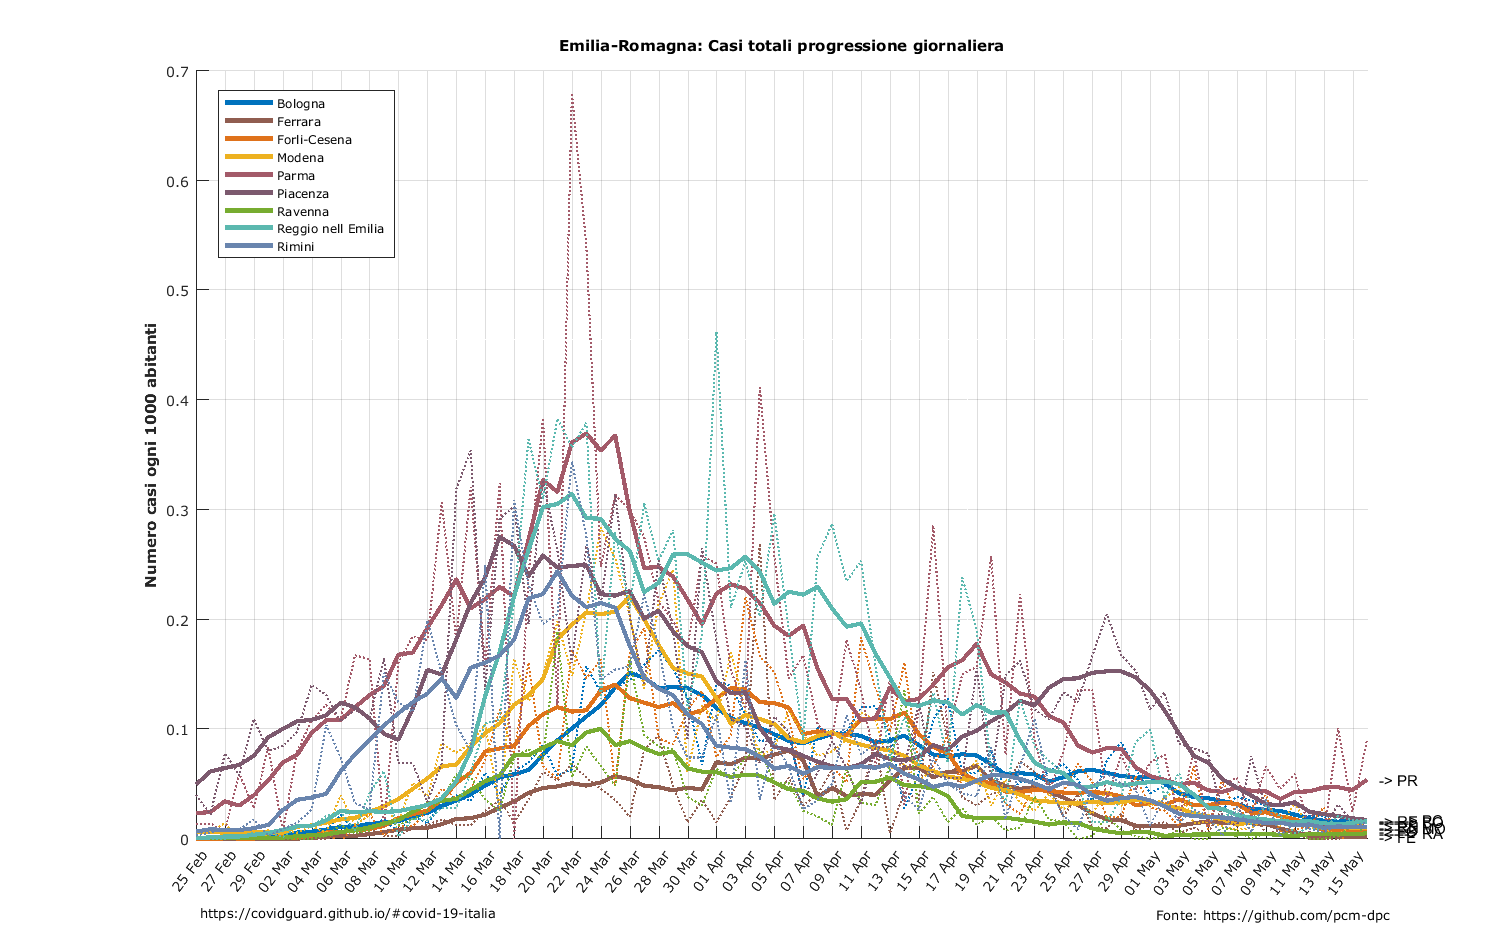 Emilia-Romagna: Casi totali progressione giornaliera
Numero casi ogni 1000 abitanti
0.7
0.6
0.5
0.4
0.3
0.2
0.1
0
Bologna
Ferrara
Forlì-Cesena
Modena
Parma
Piacenza
Ravenna
Reggio nell Emilia
Rimini
-> PR
-> FE
25 Feb
27 Feb
29 Feb
02 Mar
04 Mar
06 Mar
08 Mar
10 Mar
12 Mar
14 Mar
16 Mar
18 Mar
20 Mar
22 Mar
24 Mar
26 Mar
28 Mar
30 Mar
01 Apr
03 Apr
05 Apr
07 Apr
09 Apr
11 Apr
13 Apr
15 Apr
17 Apr
19 Apr
21 Apr
23 Apr
25 Apr
27 Apr
29 Apr
01 May
03 May
05 May
07 May
09 May
11 May
13 May
15 May
https://covidguard.github.io/#covid-19-italia
Fonte: https://github.com/pcm-dpc